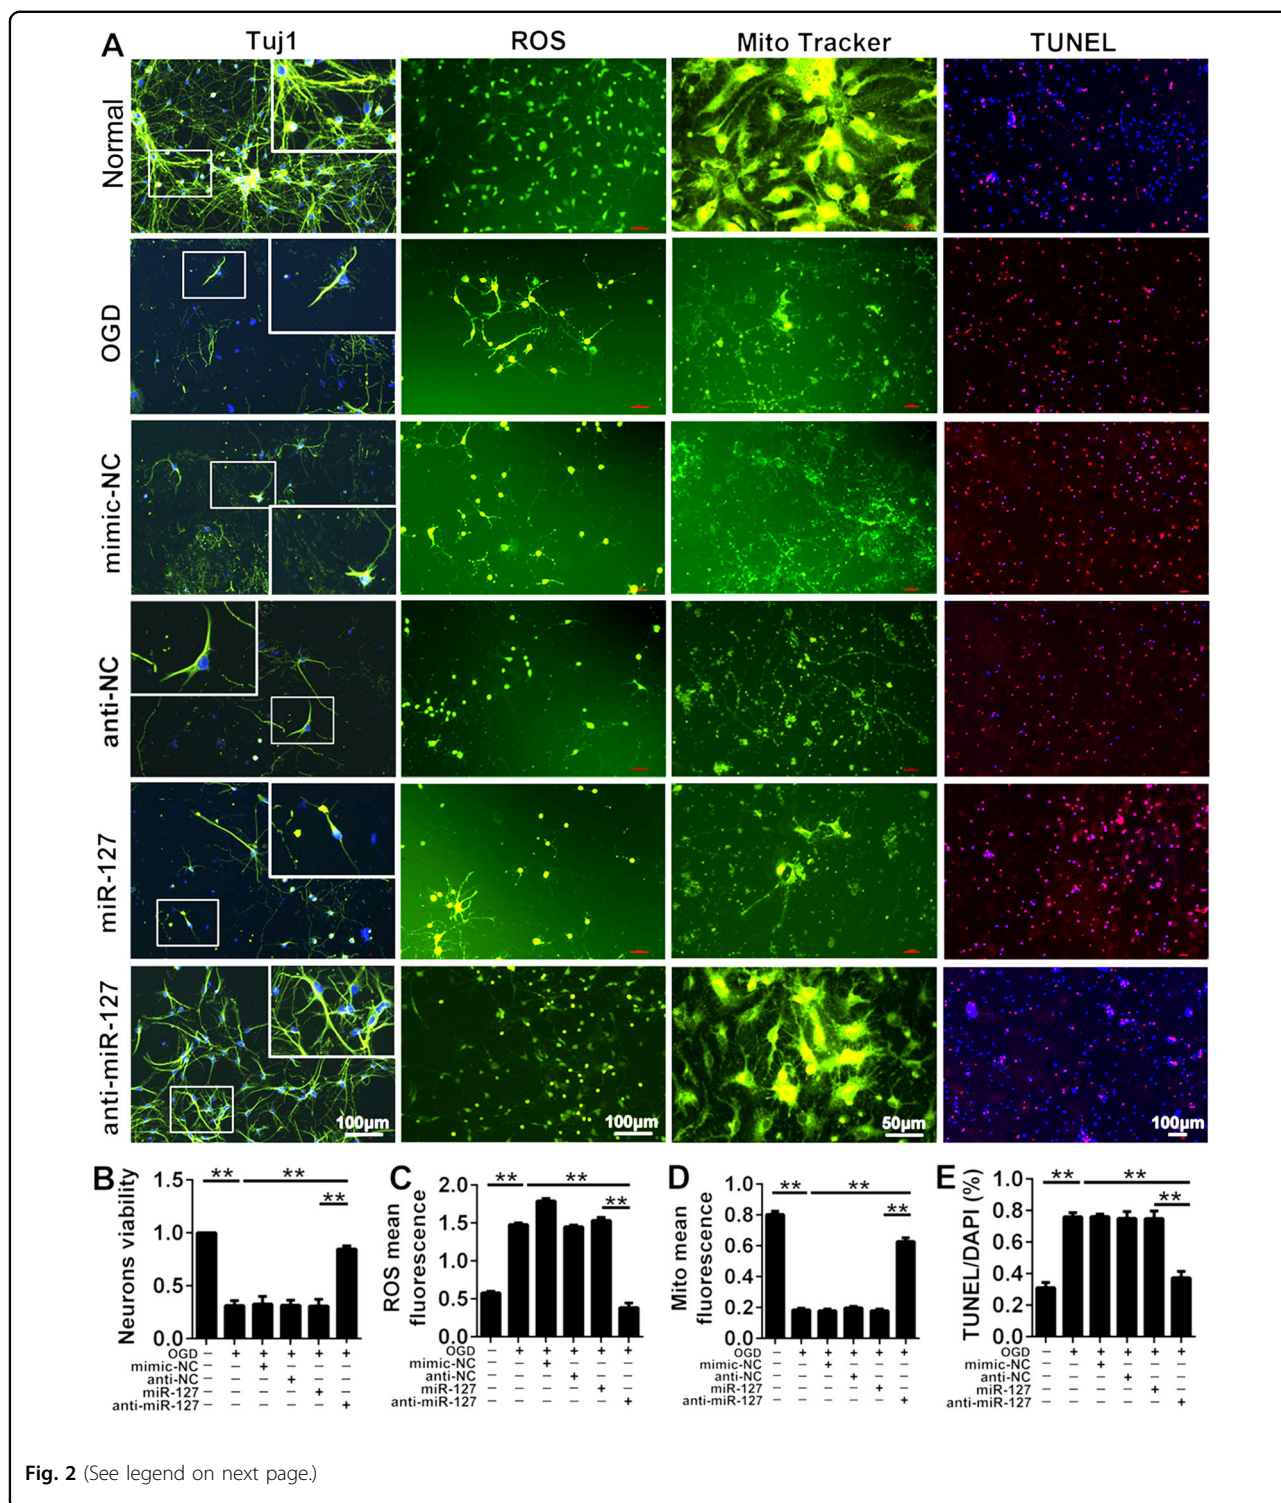 A Tuj1 ROS Mito Tracker TUNEL
Normal
OGD
mimic-NC
anti-NC
miR-127
anti-miR-127
100μm 100μm 50μm 100μm
B
Neurons viability
1.5
1.0
0.5
0.0
** ** **
OGD – + + + + +
mimic-NC – – + – – –
anti-NC – – – + – –
miR-127 – – – – + –
anti-miR-127 – – – – – +
C
ROS mean fluorescence
2.0
1.5
1.0
0.5
0.0
** ** **
OGD – + + + + +
mimic-NC – – + – – –
anti-NC – – – + – –
miR-127 – – – – + –
anti-miR-127 – – – – – +
D
Mito mean fluorescence
0.8
0.6
0.4
0.2
0.0
** ** **
OGD – + + + + +
mimic-NC – – + – – –
anti-NC – – – + – –
miR-127 – – – – + –
anti-miR-127 – – – – – +
E
TUNEL/DAPI (%)
1.0
0.8
0.6
0.4
0.2
0.0
** ** **
OGD – + + + + +
mimic-NC – – + – – –
anti-NC – – – + – –
miR-127 – – – – + –
anti-miR-127 – – – – – +
Fig. 2 (See legend on next page.)